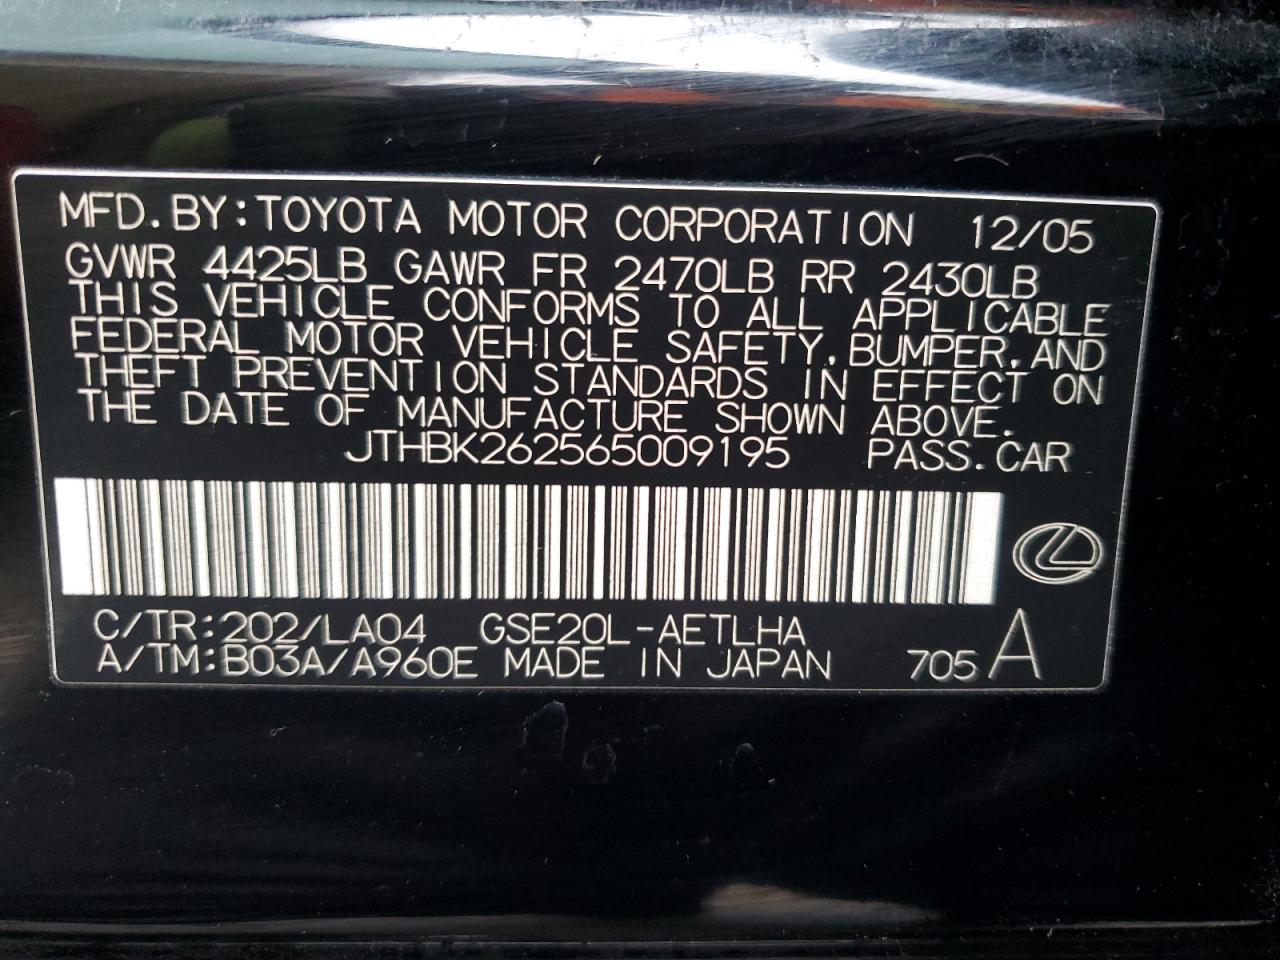 MFD.BY:TOYOTA MOTOR CORPORATION 12/05
GVWR 4425LB GAWR FR 2470LB RR 2430LB
THIS VEHICLE CONFORMS TO ALL APPLICABLE
FEDERAL MOTOR VEHICLE SAFETY,BUMPER,AND
THEFT PREVENTION STANDARDS IN EFFECT ON
THE DATE OF MANUFACTURE SHOWN ABOVE.
JTHBK262565009195 PASS.CAR
C/TR:202/LA04 GSE20L-AETLHA
A/TM:B03A/A960E MADE IN JAPAN 705 A